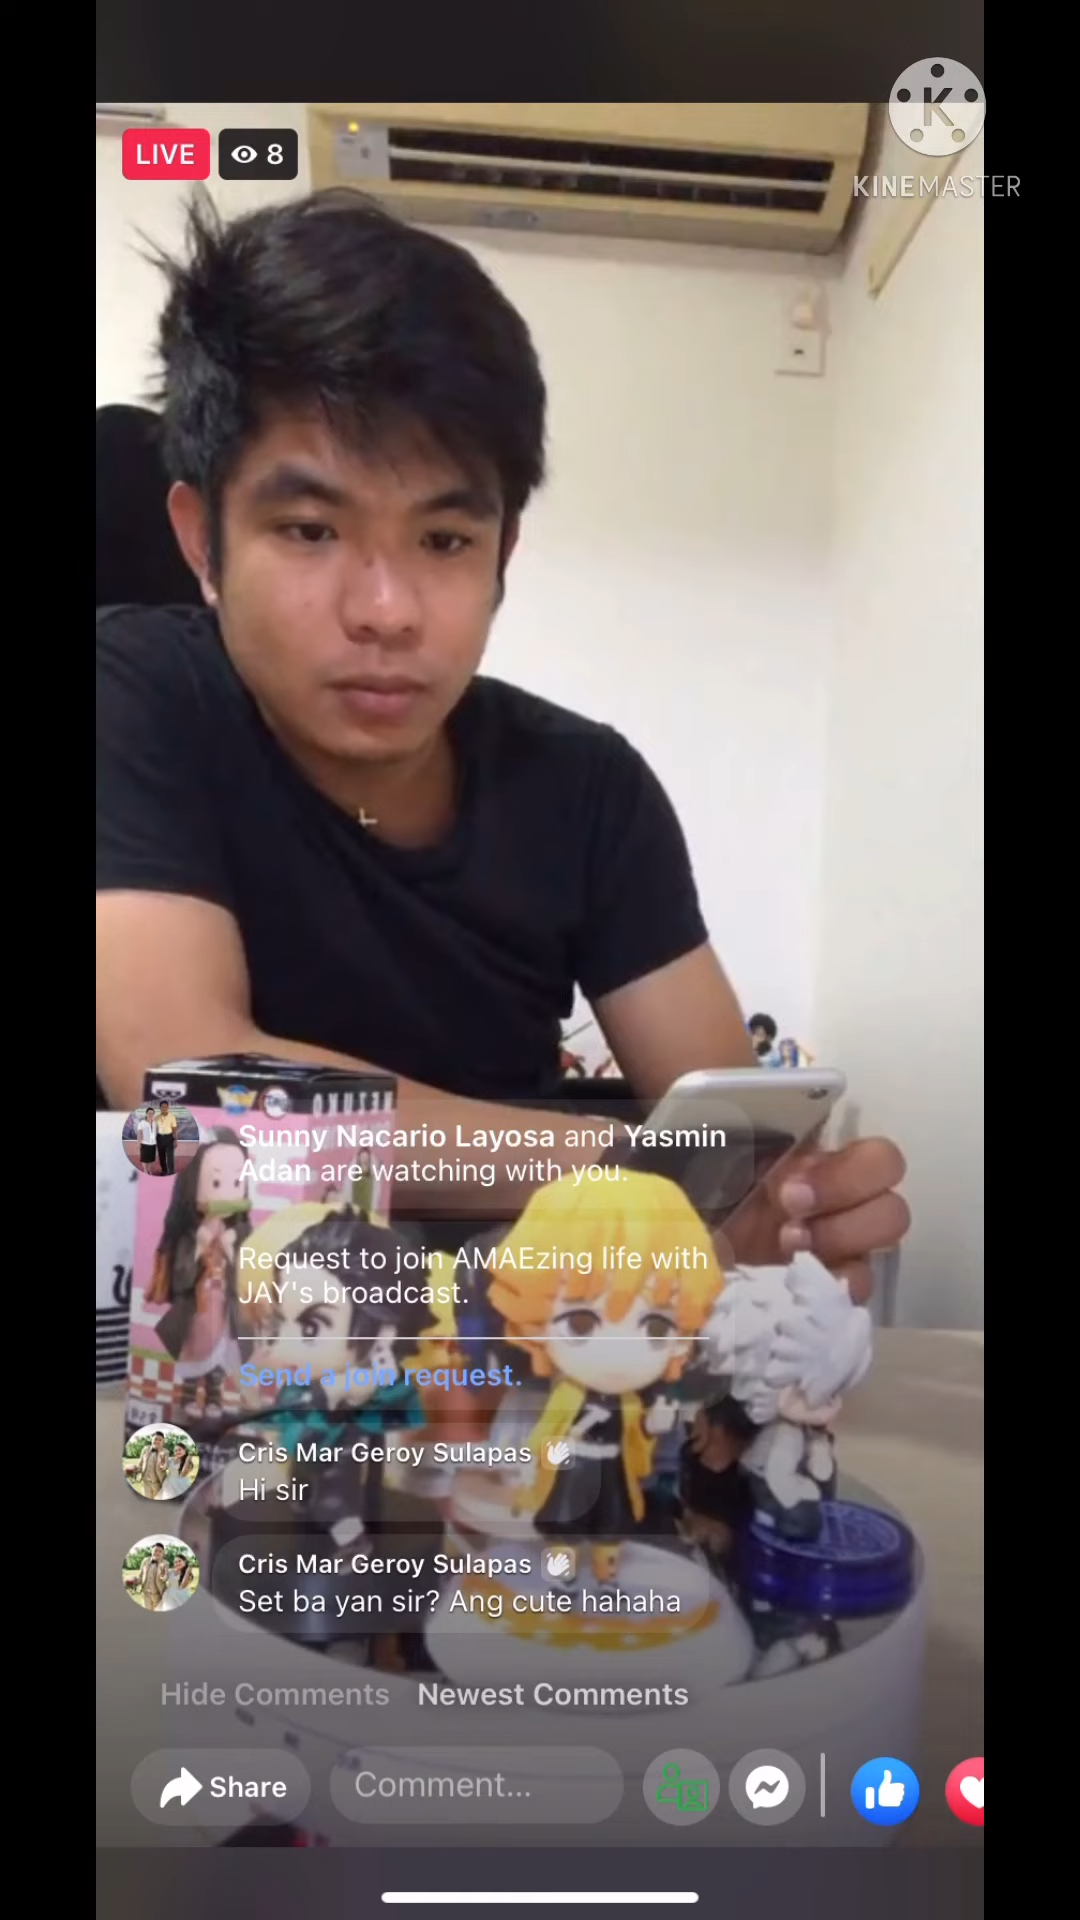 LIVE 8
KINEMASTER
NEZUKO
Sunny Nacario Layosa and Yasmin
Adan are watching with you.
Request to join AMAEzing life with
JAY's broadcast.
Send a join request.
Cris Mar Geroy Sulapas
Hi sir
Cris Mar Geroy Sulapas
Set ba yan sir? Ang cute hahaha
Hide Comments Newest Comments
Share Comment...